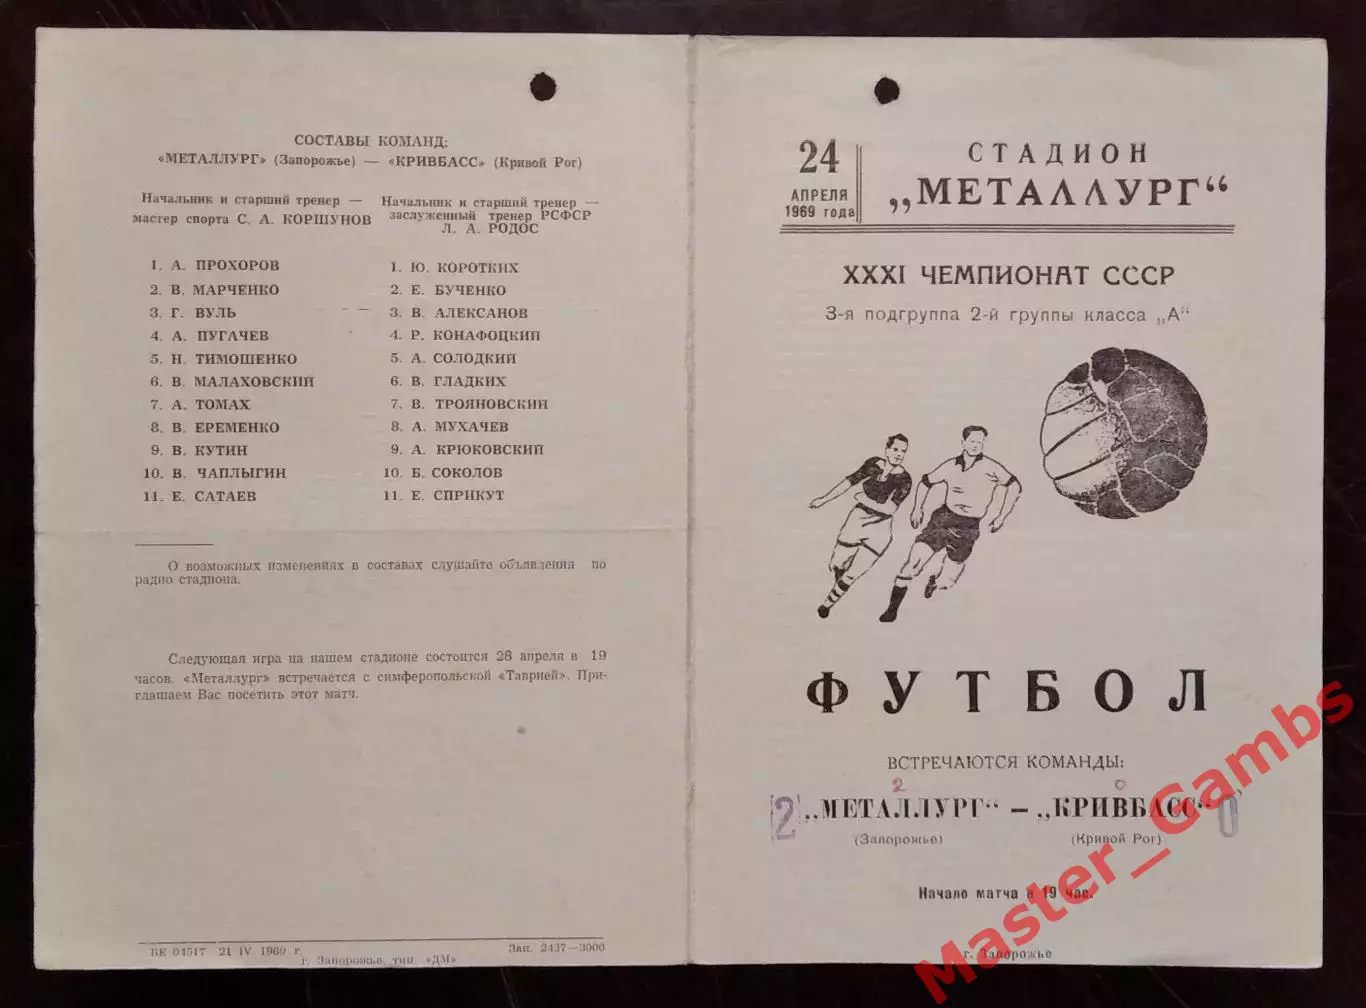 СОСТАВЫ КОМАНД:
«МЕТАЛЛУРГ» (Запорожье) — «КРИВБАСС» (Кривой Рог)
Начальник и старший тренер —
мастер спорта С. А. КОРШУНОВ
1. А. ПРОХОРОВ
2. В. МАРЧЕНКО
3. Г. ВУЛЬ
4. А. ПУГАЧЕВ
5. Н. ТИМОШЕНКО
6. В. МАЛАХОВСКИЙ
7. А. ТОМАХ
8. В. ЕРЕМЕНКО
9. В. КУТИН
10. В. ЧАПЛЫГИН
11. Е. САТАЕВ
Начальник и старший тренер —
заслуженный тренер РСФСР
Л. А. РОДОС
1. Ю. КОРОТКИХ
2. Е. БУЧЕНКО
3. В. АЛЕКСАНОВ
4. Р. КОНАФОЦКИЙ
5. А. СОЛОДКИЙ
6. В. ГЛАДКИХ
7. В. ТРОЯНОВСКИЙ
8. А. МУХАЧЕВ
9. А. КРЮКОВСКИЙ
10. Б. СОКОЛОВ
11. Е. СПРИКУТ
О возможных изменениях в составах слушайте объявления по
радио стадиона.
Следующая игра на нашем стадионе состоится 28 апреля в 19
часов. «Металлург» встречается с симферопольской «Таврией». При-
глашаем Вас посетить этот матч.
БЕ 04517 21 IV 1969 г. Зак. 2437—3000
г. Запорожье, тип. «ДМ»
24
АПРЕЛЯ
1969 года
СТАДИОН
„МЕТАЛЛУРГ“
XXXI ЧЕМПИОНАТ СССР
3-я подгруппа 2-й группы класса „А“
ФУТБОЛ
ВСТРЕЧАЮТСЯ КОМАНДЫ:
2 0
2 „МЕТАЛЛУРГ“ — „КРИВБАСС“ 0
(Запорожье) (Кривой Рог)
Начало матча в 19 час.
г. Запорожье
Master_Gambs